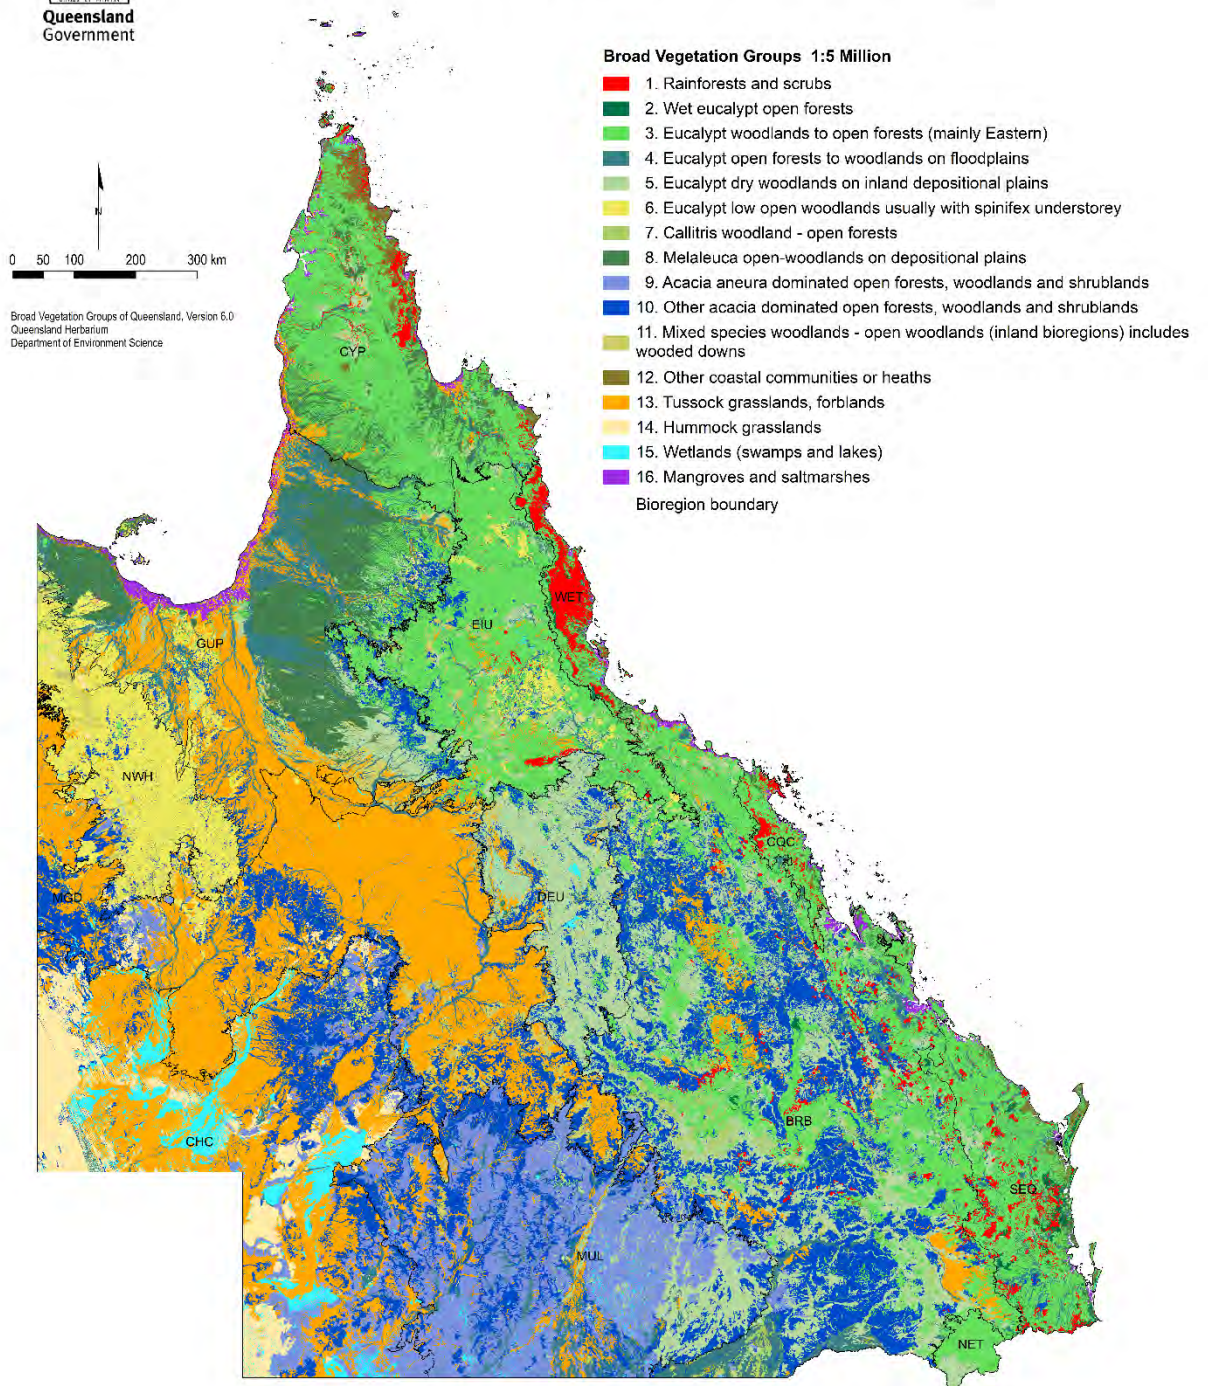 Queensland
Government
Broad Vegetation Groups 1:5 Million
1. Rainforests and scrubs
2. Wet eucalypt open forests
3. Eucalypt woodlands to open forests (mainly Eastern)
4. Eucalypt open forests to woodlands on floodplains
5. Eucalypt dry woodlands on inland depositional plains
6. Eucalypt low open woodlands usually with spinifex understorey
7. Callitris woodland - open forests
8. Melaleuca open-woodlands on depositional plains
9. Acacia aneura dominated open forests, woodlands and shrublands
10. Other acacia dominated open forests, woodlands and shrublands
11. Mixed species woodlands - open woodlands (inland bioregions) includes
wooded downs
12. Other coastal communities or heaths
13. Tussock grasslands, forblands
14. Hummock grasslands
15. Wetlands (swamps and lakes)
16. Mangroves and saltmarshes
Bioregion boundary
N
0 50 100 200 300 km
Broad Vegetation Groups of Queensland, Version 6.0
Queensland Herbarium
Department of Environment Science
CYP
WET
EIU
GUP
NWH
CQC
MGD
DEU
BRB
CHC
SEQ
MUL
NET